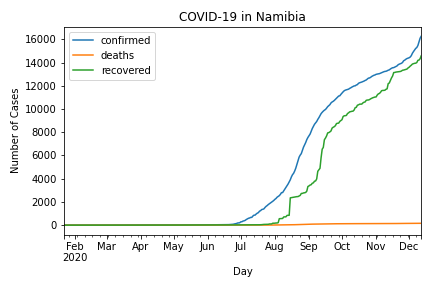 COVID-19 in Namibia
confirmed
deaths
recovered
Number of Cases
16000
14000
12000
10000
8000
6000
4000
2000
0
Feb Mar Apr May Jun Jul Aug Sep Oct Nov Dec
2020
Day